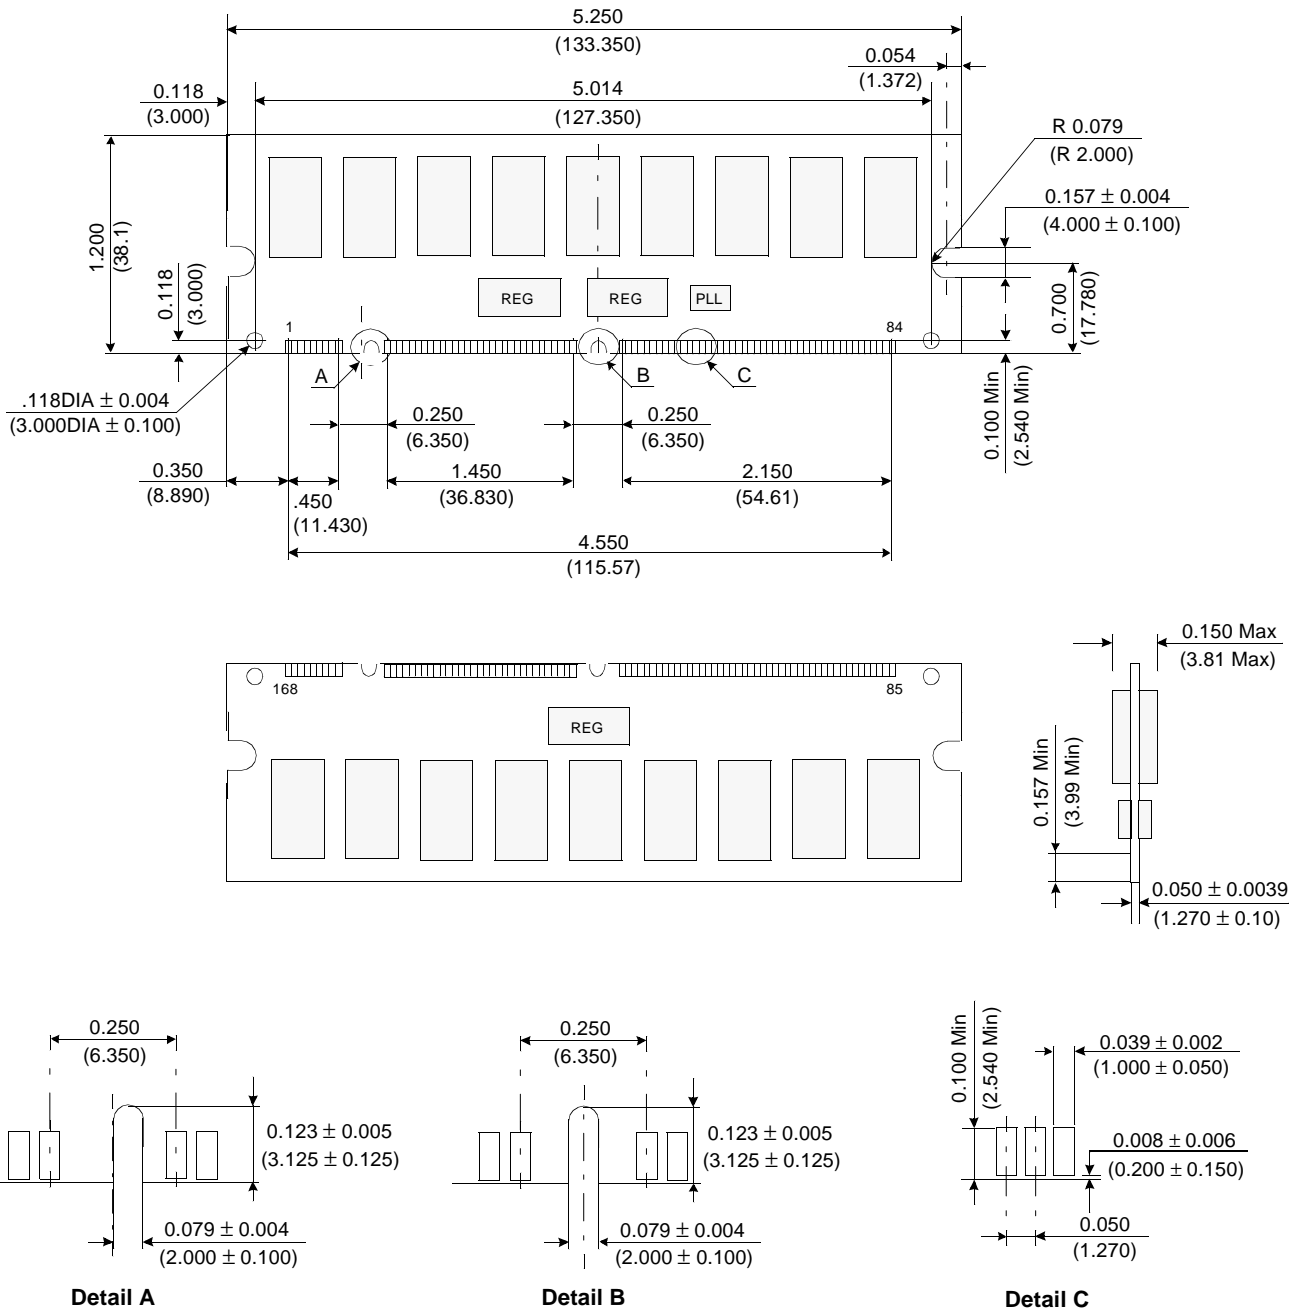 5.250
(133.350)
0.054
(1.372)
0.118
(3.000)
5.014
(127.350)
R 0.079
(R 2.000)
0.157 ± 0.004
(4.000 ± 0.100)
1.200
(38.1)
0.118
(3.000)
REG
REG
PLL
0.700
(17.780)
1
84
A
B
C
.118DIA ± 0.004
(3.000DIA ± 0.100)
0.250
(6.350)
0.250
(6.350)
0.100 Min
(2.540 Min)
0.350
(8.890)
.450
(11.430)
1.450
(36.830)
2.150
(54.61)
4.550
(115.57)
168
85
REG
0.150 Max
(3.81 Max)
0.157 Min
(3.99 Min)
0.050 ± 0.0039
(1.270 ± 0.10)
0.250
(6.350)
0.123 ± 0.005
(3.125 ± 0.125)
0.079 ± 0.004
(2.000 ± 0.100)
Detail A
0.250
(6.350)
0.123 ± 0.005
(3.125 ± 0.125)
0.079 ± 0.004
(2.000 ± 0.100)
Detail B
0.100 Min
(2.540 Min)
0.039 ± 0.002
(1.000 ± 0.050)
0.008 ± 0.006
(0.200 ± 0.150)
0.050
(1.270)
Detail C